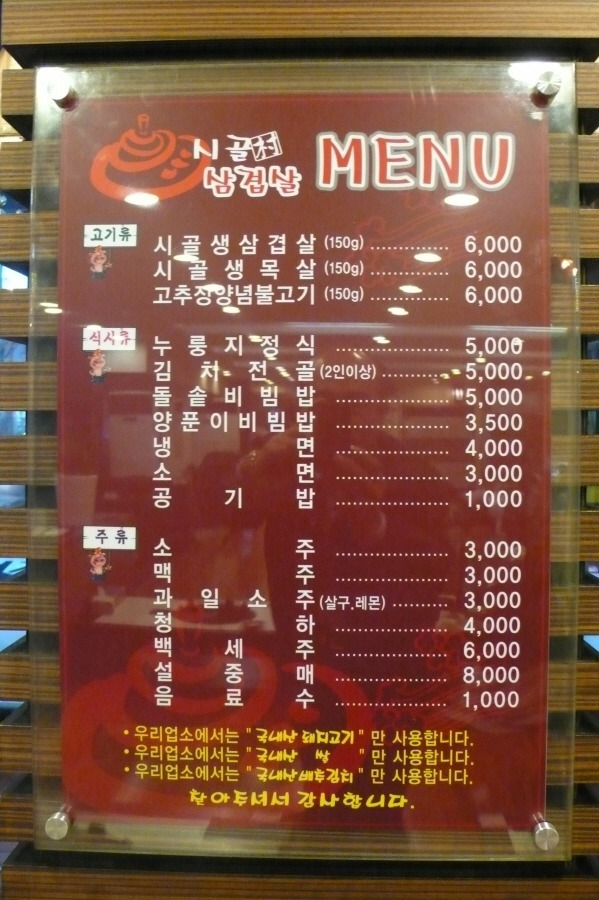 시골村
삼겹살 MENU
고기류
시골생삼겹살 (150g) .............. 6,000
시골생목살 (150g) .............. 6,000
고추장양념불고기 (150g) .............. 6,000
식사류
누룽지정식 .................... 5,000
김치전골 (2인이상) ............. 5,000
돌솥비빔밥 .................... 5,000
양푼이비빔밥 .................... 3,500
냉면 .................... 4,000
소면 .................... 3,000
공기밥 .................... 1,000
주류
소주 .................... 3,000
맥주 .................... 3,000
과일소주 (살구.레몬) .......... 3,000
청하 .................... 4,000
백세주 .................... 6,000
설중매 .................... 8,000
음료수 .................... 1,000
• 우리업소에서는 "국내산 돼지고기" 만 사용합니다.
• 우리업소에서는 "국내산 쌀" 만 사용합니다.
• 우리업소에서는 "국내산배추김치" 만 사용합니다.
찾아주셔서 감사합니다.